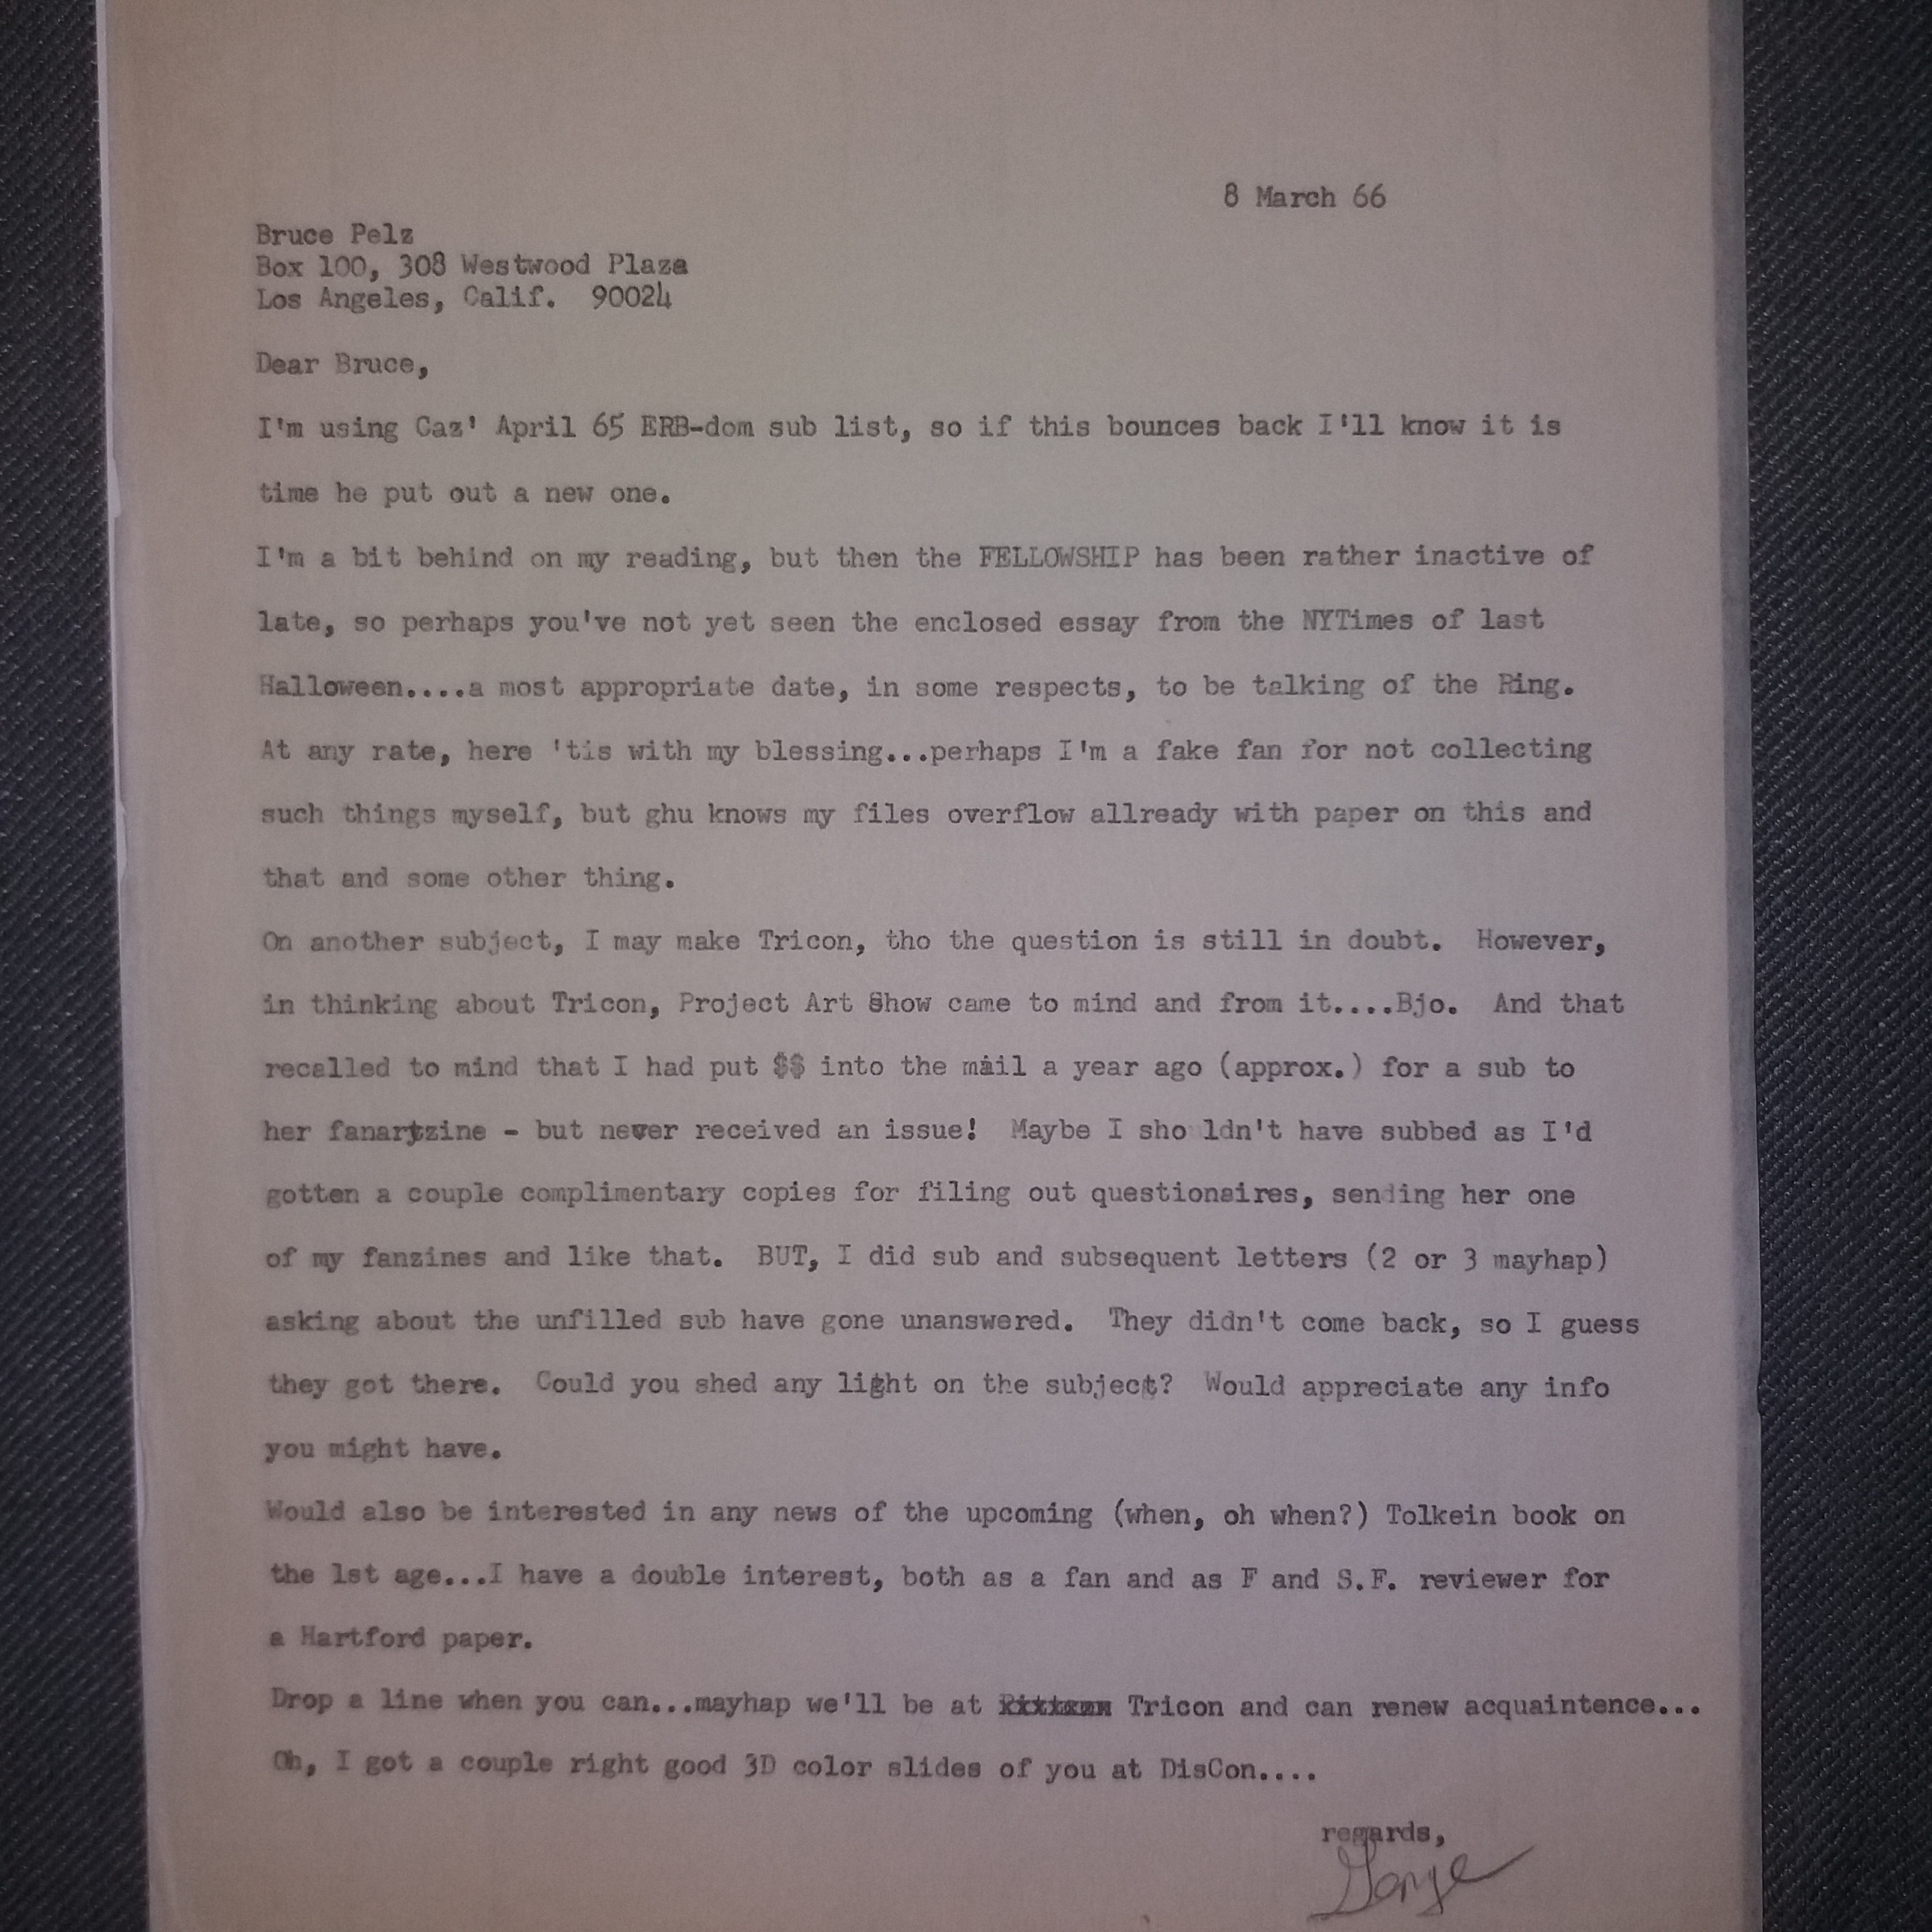 8 March 66
Bruce Pelz
Box 100, 308 Westwood Plaza
Los Angeles, Calif.  90024
Dear Bruce,
I'm using Caz' April 65 ERB-dom sub list, so if this bounces back I'll know it is
time he put out a new one.
I'm a bit behind on my reading, but then the FELLOWSHIP has been rather inactive of
late, so perhaps you've not yet seen the enclosed essay from the NYTimes of last
Halloween....a most appropriate date, in some respects, to be talking of the Ring.
At any rate, here 'tis with my blessing...perhaps I'm a fake fan for not collecting
such things myself, but ghu knows my files overflow allready with paper on this and
that and some other thing.
On another subject, I may make Tricon, tho the question is still in doubt.  However,
in thinking about Tricon, Project Art Show came to mind and from it....Bjo.  And that
recalled to mind that I had put $$ into the mail a year ago (approx.) for a sub to
her fanartzine - but never received an issue!  Maybe I sho ldn't have subbed as I'd
gotten a couple complimentary copies for filing out questionaires, sending her one
of my fanzines and like that.  BUT, I did sub and subsequent letters (2 or 3 mayhap)
asking about the unfilled sub have gone unanswered.  They didn't come back, so I guess
they got there.  Could you shed any light on the subject?  Would appreciate any info
you might have.
Would also be interested in any news of the upcoming (when, oh when?) Tolkein book on
the 1st age...I have a double interest, both as a fan and as F and S.F. reviewer for
a Hartford paper.
Drop a line when you can...mayhap we'll be at Tricon and can renew acquaintence...
Oh, I got a couple right good 3D color slides of you at DisCon....
regards,